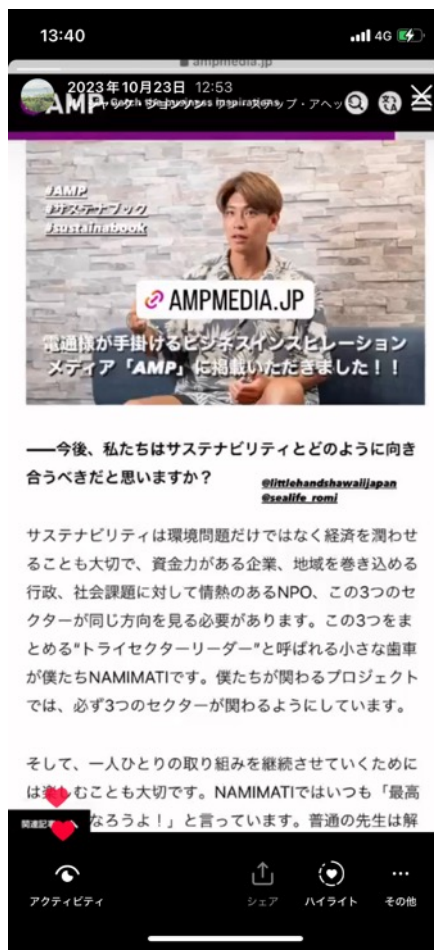 13:40
4G
ampmedia.jp
2023年10月23日 12:53
AMP
Catch the business inspirations
#AMP
#サステナブック
#sustainabook
AMPMEDIA.JP
電通様が手掛けるビジネスインスピレーション
メディア「AMP」に掲載いただきました！！
――今後、私たちはサステナビリティとどのように向き
合うべきだと思いますか？
@littlehandshawaiijapan
@sealife_romi
サステナビリティは環境問題だけではなく経済を潤わせ
ることも大切で、資金力がある企業、地域を巻き込める
行政、社会課題に対して情熱のあるNPO、この3つのセ
クターが同じ方向を見る必要があります。この3つをま
とめる“トライセクターリーダー”と呼ばれる小さな歯車
が僕たちNAMIMATIです。僕たちが関わるプロジェクト
では、必ず3つのセクターが関わるようにしています。
そして、一人ひとりの取り組みを継続させていくために
は楽しむことも大切です。NAMIMATIではいつも「最高
なろうよ！」と言っています。普通の先生は解
関連記事
アクティビティ
シェア
ハイライト
その他